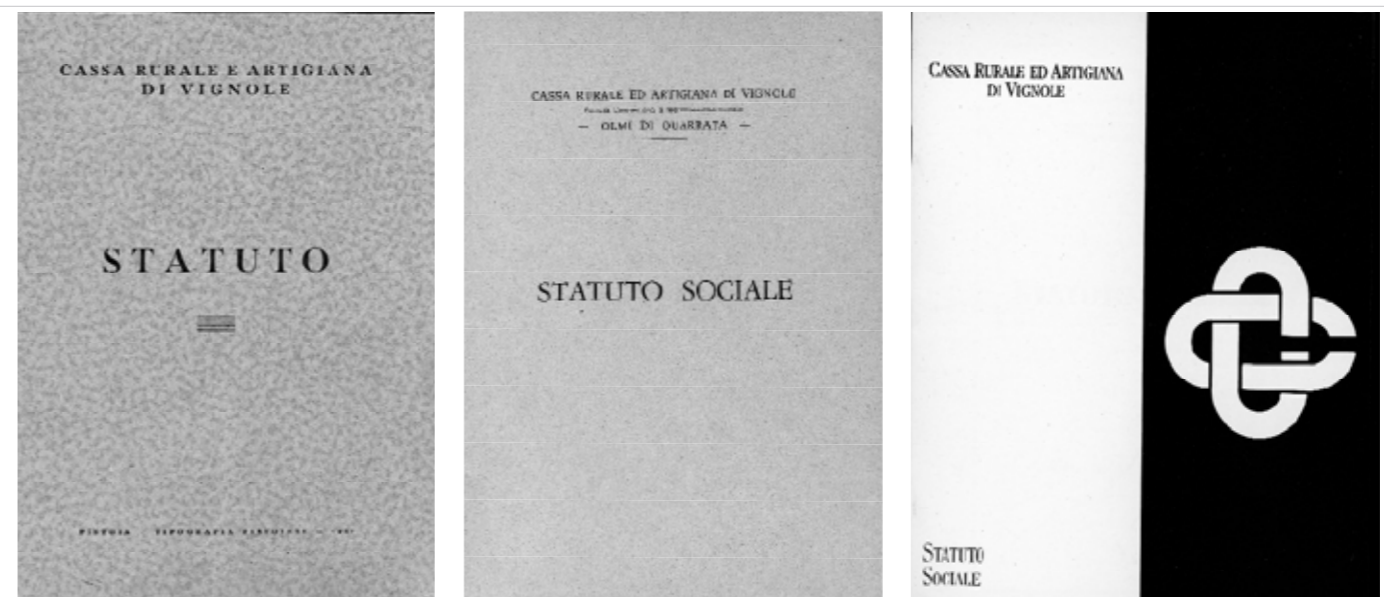 CASSA RURALE E ARTIGIANA
DI VIGNOLE
STATUTO
PISTOIA TIPOGRAFIA
CASSA RURALE ED ARTIGIANA DI VIGNOLE
— OLMI DI QUARRATA —
STATUTO SOCIALE
CASSA RURALE ED ARTIGIANA
DI VIGNOLE
STATUTO
SOCIALE